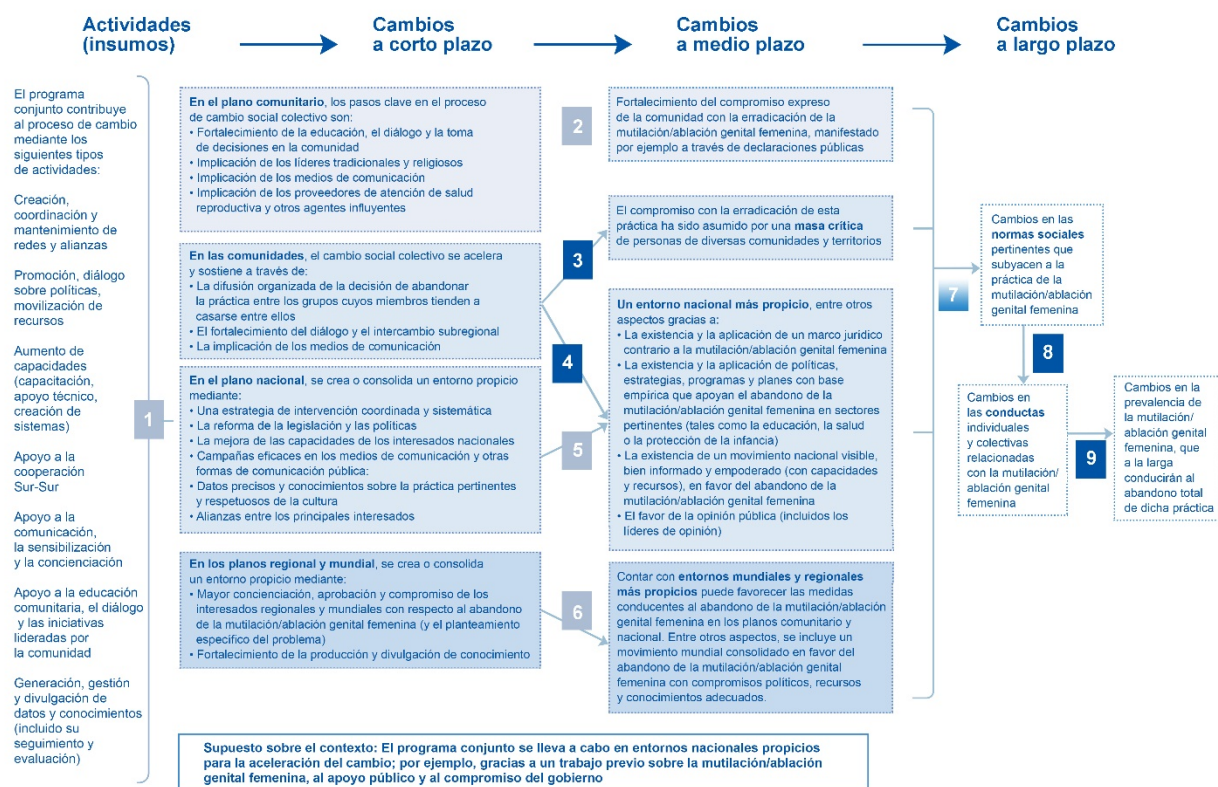 Actividades
(insumos)
Cambios
a corto plazo
Cambios
a medio plazo
Cambios
a largo plazo
El programa
conjunto contribuye
al proceso de cambio
mediante los
siguientes tipos
de actividades:
Creación,
coordinación y
mantenimiento de
redes y alianzas
Promoción, diálogo
sobre políticas,
movilización de
recursos
Aumento de
capacidades
(capacitación,
apoyo técnico,
creación de
sistemas)
Apoyo a la
cooperación
Sur-Sur
Apoyo a la
comunicación,
la sensibilización
y la concienciación
Apoyo a la educación
comunitaria, el diálogo
y las iniciativas
lideradas por
la comunidad
Generación, gestión
y divulgación de
datos y conocimientos
(incluido su
seguimiento y
evaluación)
1
En el plano comunitario, los pasos clave en el proceso
de cambio social colectivo son:
• Fortalecimiento de la educación, el diálogo y la toma
de decisiones en la comunidad
• Implicación de los líderes tradicionales y religiosos
• Implicación de los medios de comunicación
• Implicación de los proveedores de atención de salud
reproductiva y otros agentes influyentes
En las comunidades, el cambio social colectivo se acelera
y sostiene a través de:
• La difusión organizada de la decisión de abandonar
la práctica entre los grupos cuyos miembros tienden a
casarse entre ellos
• El fortalecimiento del diálogo y el intercambio subregional
• La implicación de los medios de comunicación
En el plano nacional, se crea o consolida un entorno propicio
mediante:
• Una estrategia de intervención coordinada y sistemática
• La reforma de la legislación y las políticas
• La mejora de las capacidades de los interesados nacionales
• Campañas eficaces en los medios de comunicación y otras
formas de comunicación pública:
• Datos precisos y conocimientos sobre la práctica pertinentes
y respetuosos de la cultura
• Alianzas entre los principales interesados
En los planos regional y mundial, se crea o consolida
un entorno propicio mediante:
• Mayor concienciación, aprobación y compromiso de los
interesados regionales y mundiales con respecto al abandono
de la mutilación/ablación genital femenina (y el planteamiento
específico del problema)
• Fortalecimiento de la producción y divulgación de conocimiento
2
3
4
5
6
Fortalecimiento del compromiso expreso
de la comunidad con la erradicación de la
mutilación/ablación genital femenina, manifestado
por ejemplo a través de declaraciones públicas
El compromiso con la erradicación de esta
práctica ha sido asumido por una masa crítica
de personas de diversas comunidades y territorios
Un entorno nacional más propicio, entre otros
aspectos gracias a:
• La existencia y la aplicación de un marco jurídico
contrario a la mutilación/ablación genital femenina
• La existencia y la aplicación de políticas,
estrategias, programas y planes con base
empírica que apoyan el abandono de la
mutilación/ablación genital femenina en sectores
pertinentes (tales como la educación, la salud
o la protección de la infancia)
• La existencia de un movimiento nacional visible,
bien informado y empoderado (con capacidades
y recursos), en favor del abandono de la
mutilación/ablación genital femenina
• El favor de la opinión pública (incluidos los
líderes de opinión)
Contar con entornos mundiales y regionales
más propicios puede favorecer las medidas
conducentes al abandono de la mutilación/ablación
genital femenina en los planos comunitario y
nacional. Entre otros aspectos, se incluye un
movimiento mundial consolidado en favor del
abandono de la mutilación/ablación genital
femenina con compromisos políticos, recursos
y conocimientos adecuados.
7
Cambios en las
normas sociales
pertinentes que
subyacen a la
práctica de la
mutilación/ablación
genital femenina
8
Cambios en
las conductas
individuales
y colectivas
relacionadas
con la mutilación/
ablación genital
femenina
9
Cambios en la
prevalencia de
la mutilación/
ablación genital
femenina, que
a la larga
conducirán al
abandono total
de dicha práctica
Supuesto sobre el contexto: El programa conjunto se lleva a cabo en entornos nacionales propicios
para la aceleración del cambio; por ejemplo, gracias a un trabajo previo sobre la mutilación/ablación
genital femenina, al apoyo público y al compromiso del gobierno